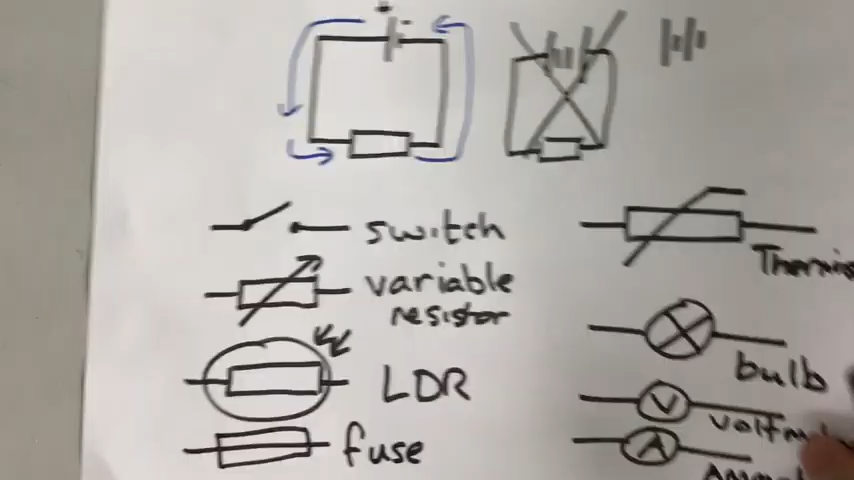 + -
switch
variable
resistor
LDR
fuse
bulb
V
A